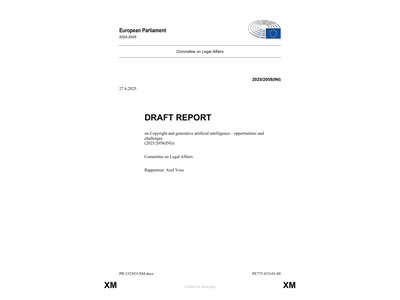 European Parliament
2024-2029
Committee on Legal Affairs
2025/2058(INI)
27.6.2025
DRAFT REPORT
on Copyright and generative artificial intelligence – opportunities and
challenges
(2025/2058(INI))
Committee on Legal Affairs
Rapporteur: Axel Voss
PR\1322931XM.docx
PE775.433v01-00
XM
United in diversity
XM